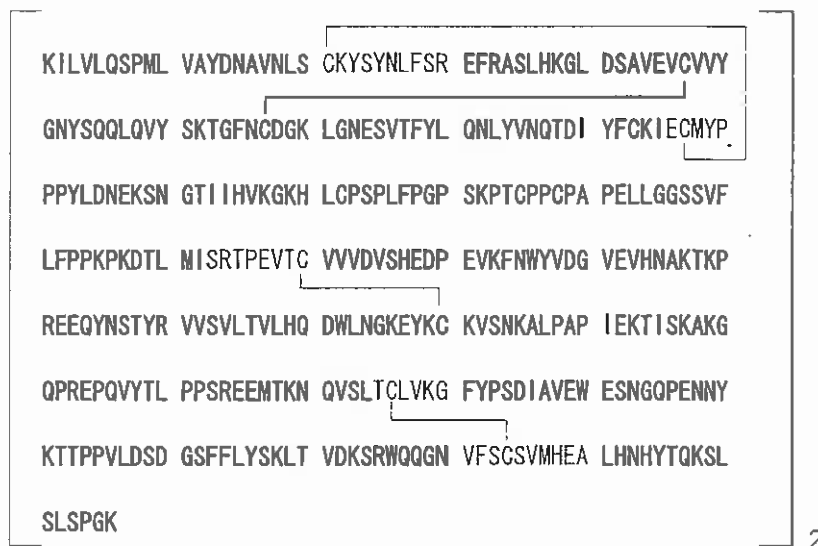 KILVLQSPML VAYDNAVNLS CKYSYNLFSR EFRASLHKGL DSAVEVCVVY
GNYSQQLQVY SKTGFNCDGK LGNESVTFYL QNLYVNQTDI YFCKIECMYP
PPYLDNEKSN GTIIHVKGKH LCPSPLFPGP SKPTCPPCPA PELLGGSSVF
LFPPKPKDTL MISRTPEVTC VVVDVSHEDP EVKFNWYVDG VEVHNAKTKP
REEQYNSTYR VVSVLTVLHQ DWLNGKEYKC KVSNKALPAP IEKTISKAKG
QPREPQVYTL PPSREEMTKN QVSLTCLVKG FYPSDIAVEW ESNGQPENNY
KTTPPVLDSD GSFFLYSKLT VDKSRWQQGN VFSCSVMHEA LHNHYTQKSL
SLSPGK
2